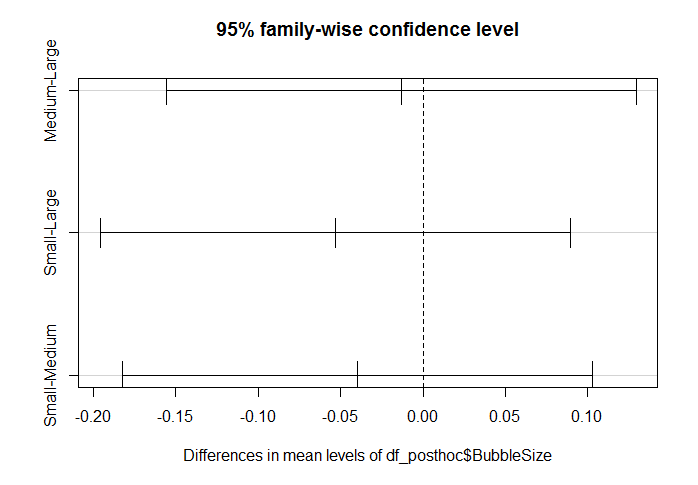 95% family-wise confidence level
Medium-Large
Small-Large
Small-Medium
-0.20 -0.15 -0.10 -0.05 0.00 0.05 0.10
Differences in mean levels of df_posthoc$BubbleSize